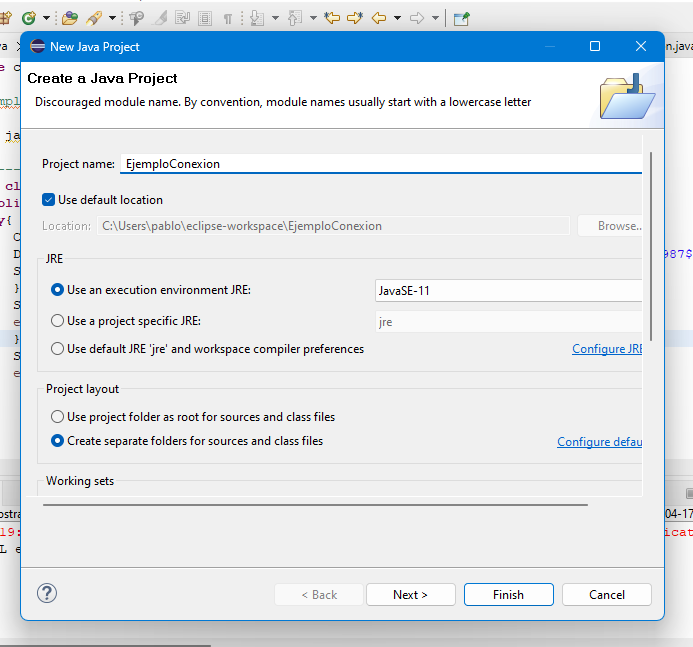 New Java Project
Create a Java Project
Discouraged module name. By convention, module names usually start with a lowercase letter
Project name: EjemploConexion
Use default location
Location: C:\Users\pablo\eclipse-workspace\EjemploConexion Browse..
JRE
Use an execution environment JRE: JavaSE-11
Use a project specific JRE: jre
Use default JRE 'jre' and workspace compiler preferences Configure JRE
Project layout
Use project folder as root for sources and class files
Create separate folders for sources and class files Configure defau
Working sets
< Back Next > Finish Cancel
n.java
987$
04-17